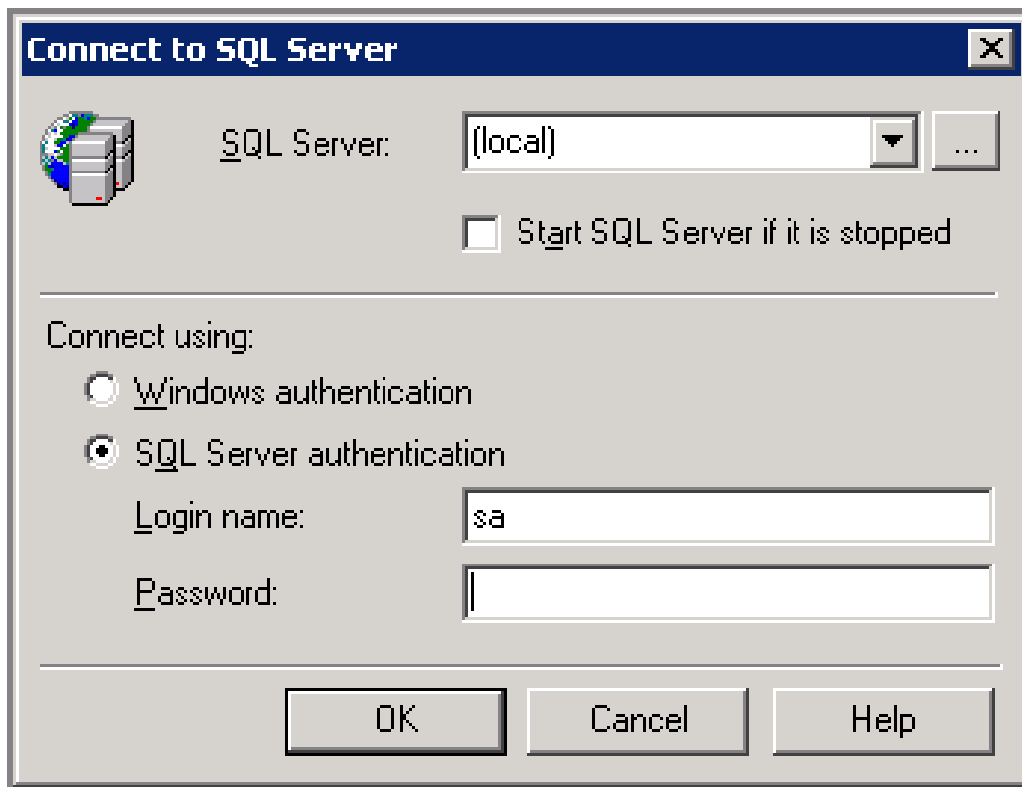 Connect to SQL Server
SQL Server: (local) ...
Start SQL Server if it is stopped
Connect using:
Windows authentication
SQL Server authentication
Login name: sa
Password:
OK Cancel Help